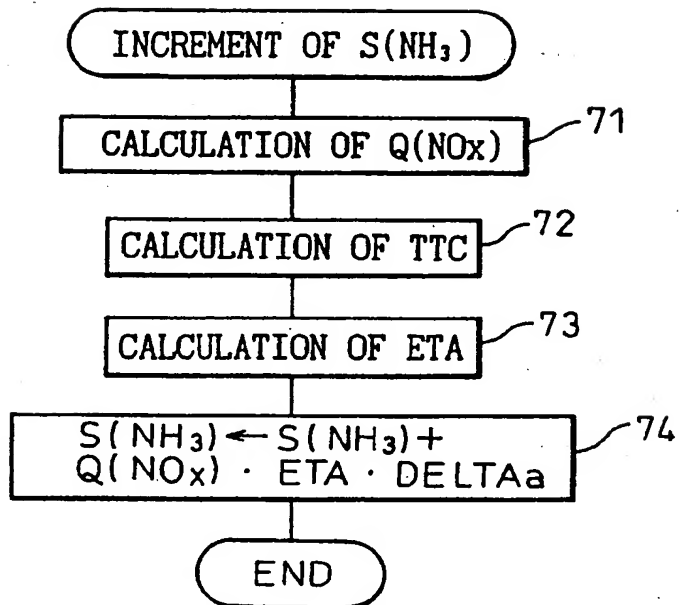 INCREMENT OF S(NH₃)
CALCULATION OF Q(NOx)
71
CALCULATION OF TTC
72
CALCULATION OF ETA
73
S(NH₃)←S(NH₃)+
Q(NOx)·ETA·DELTAa
74
END